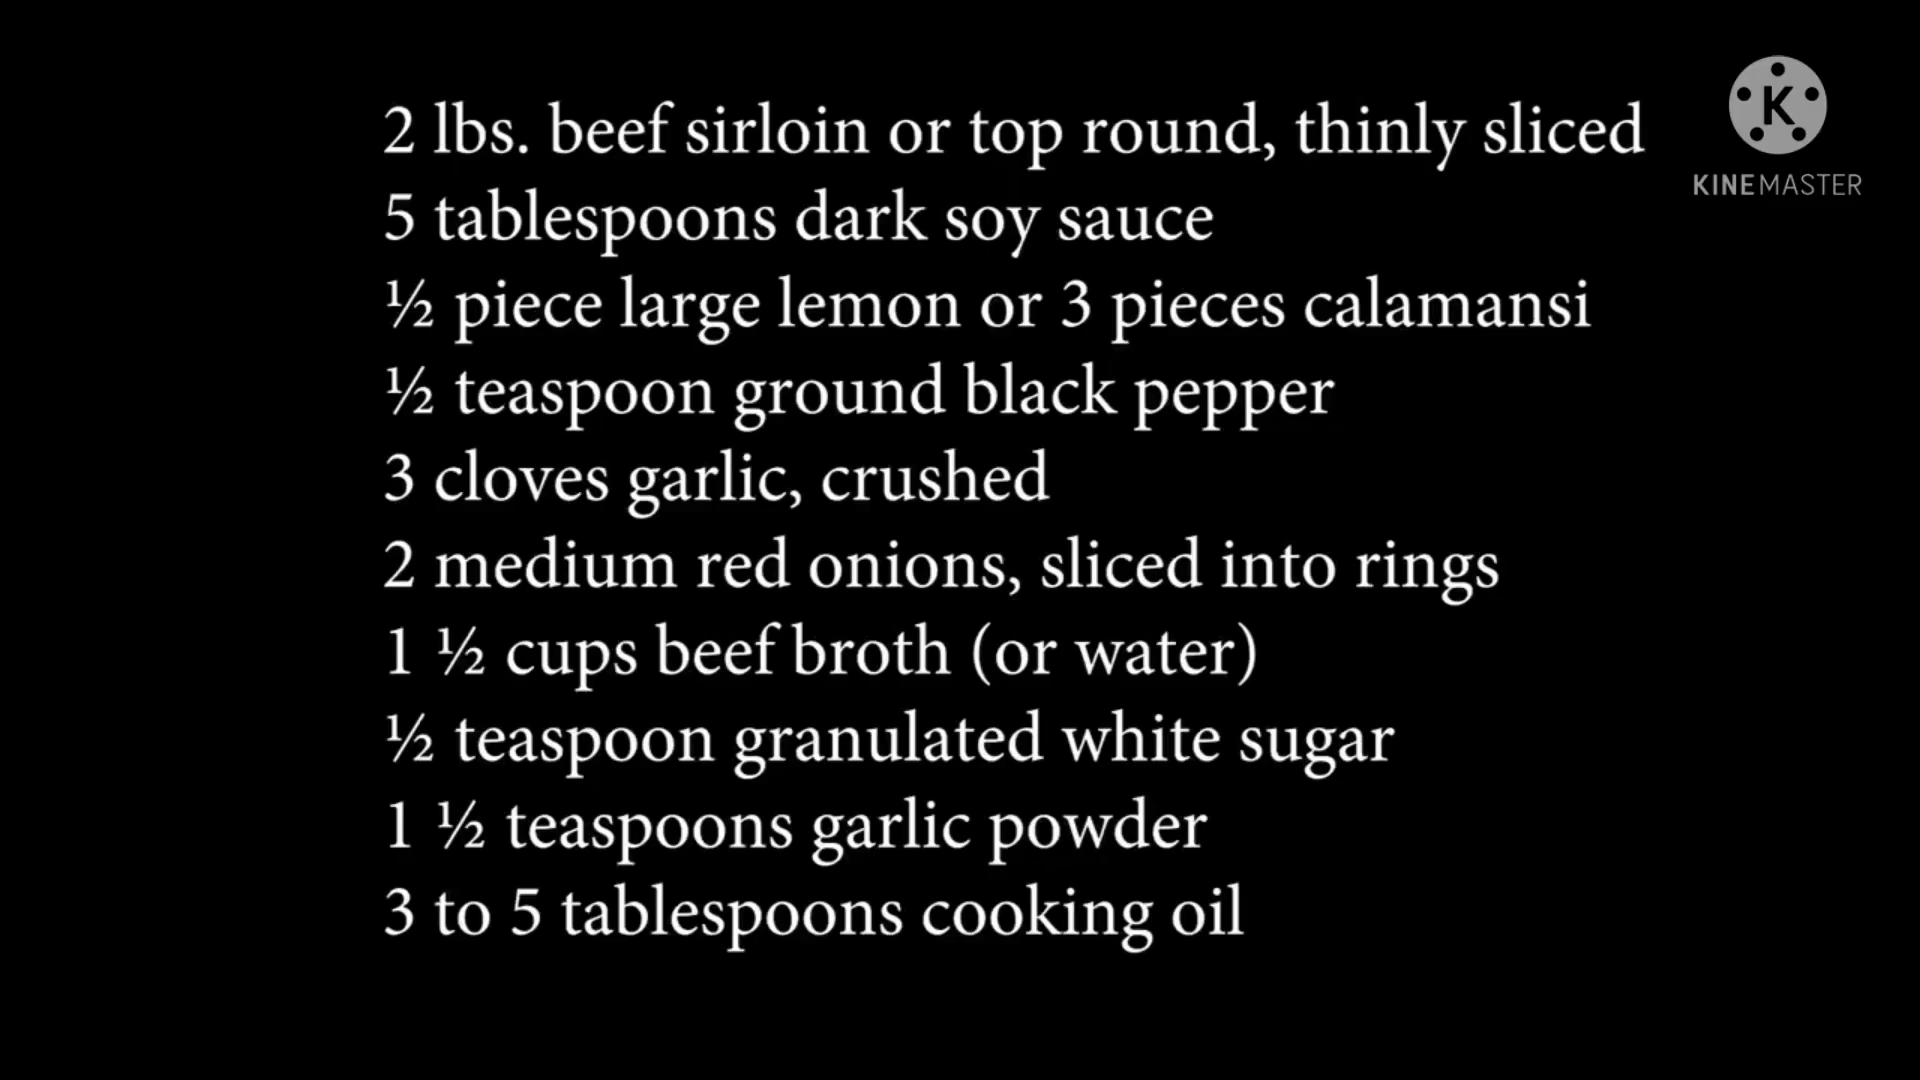 2 lbs. beef sirloin or top round, thinly sliced
5 tablespoons dark soy sauce
½ piece large lemon or 3 pieces calamansi
½ teaspoon ground black pepper
3 cloves garlic, crushed
2 medium red onions, sliced into rings
1 ½ cups beef broth (or water)
½ teaspoon granulated white sugar
1 ½ teaspoons garlic powder
3 to 5 tablespoons cooking oil
K
KINEMASTER